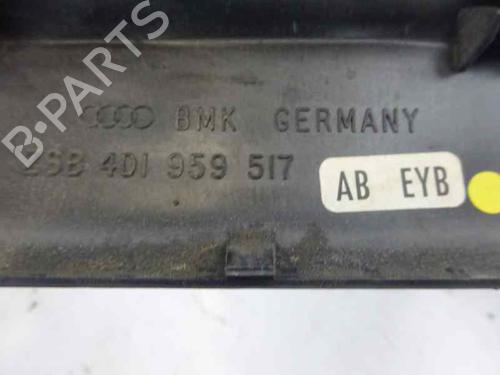 BMK GERMANY
4D1 959 517
AB EYB
B-PARTS